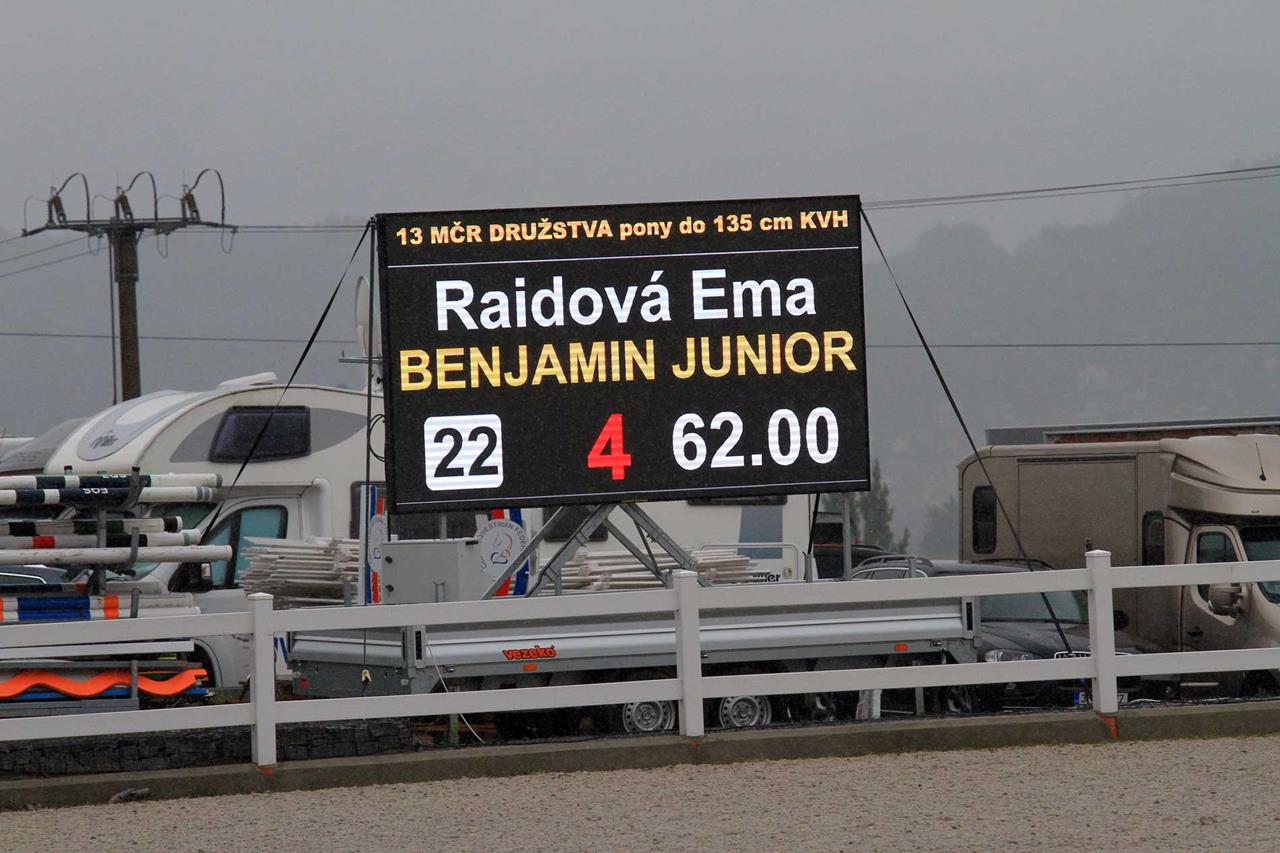 13 MČR DRUŽSTVA pony do 135 cm KVH
Raidová Ema
BENJAMIN JUNIOR
22 4 62.00
vezeko